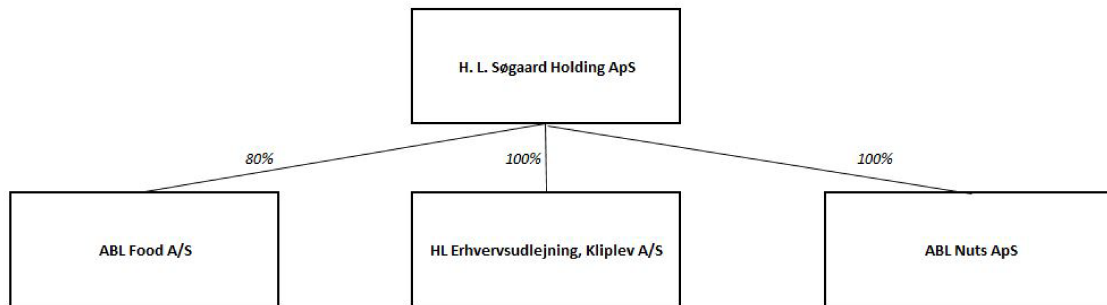 H. L. Søgaard Holding ApS
80%
100%
100%
ABL Food A/S
HL Erhvervsudlejning, Kliplev A/S
ABL Nuts ApS